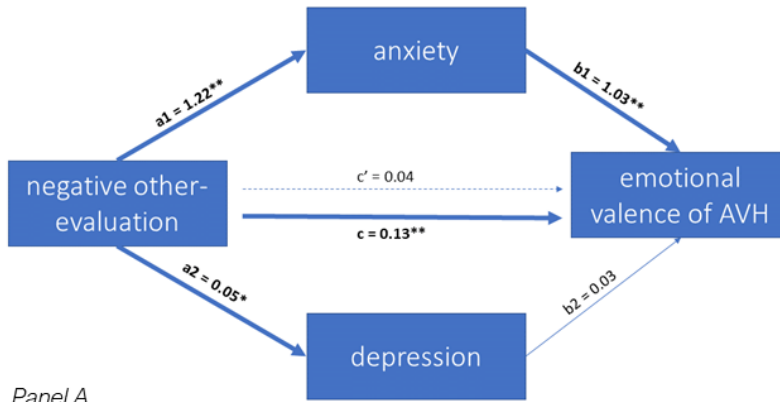 anxiety
a1 = 1.22**
b1 = 1.03**
negative other-
evaluation
c' = 0.04
c = 0.13**
emotional
valence of AVH
a2 = 0.05*
b2 = 0.03
depression
Panel A